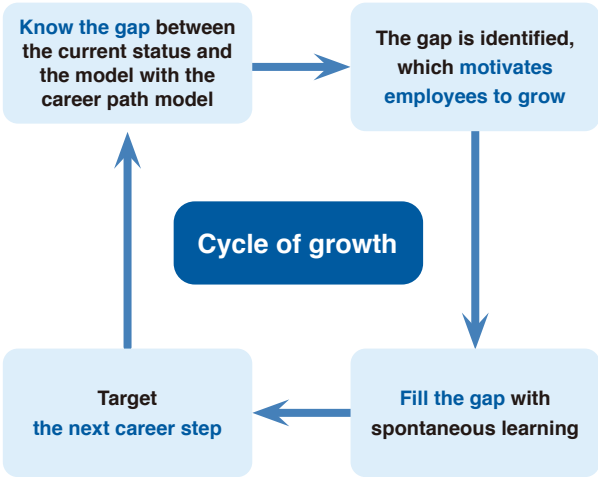 Know the gap between
the current status and
the model with the
career path model
The gap is identified,
which motivates
employees to grow
Cycle of growth
Target
the next career step
Fill the gap with
spontaneous learning